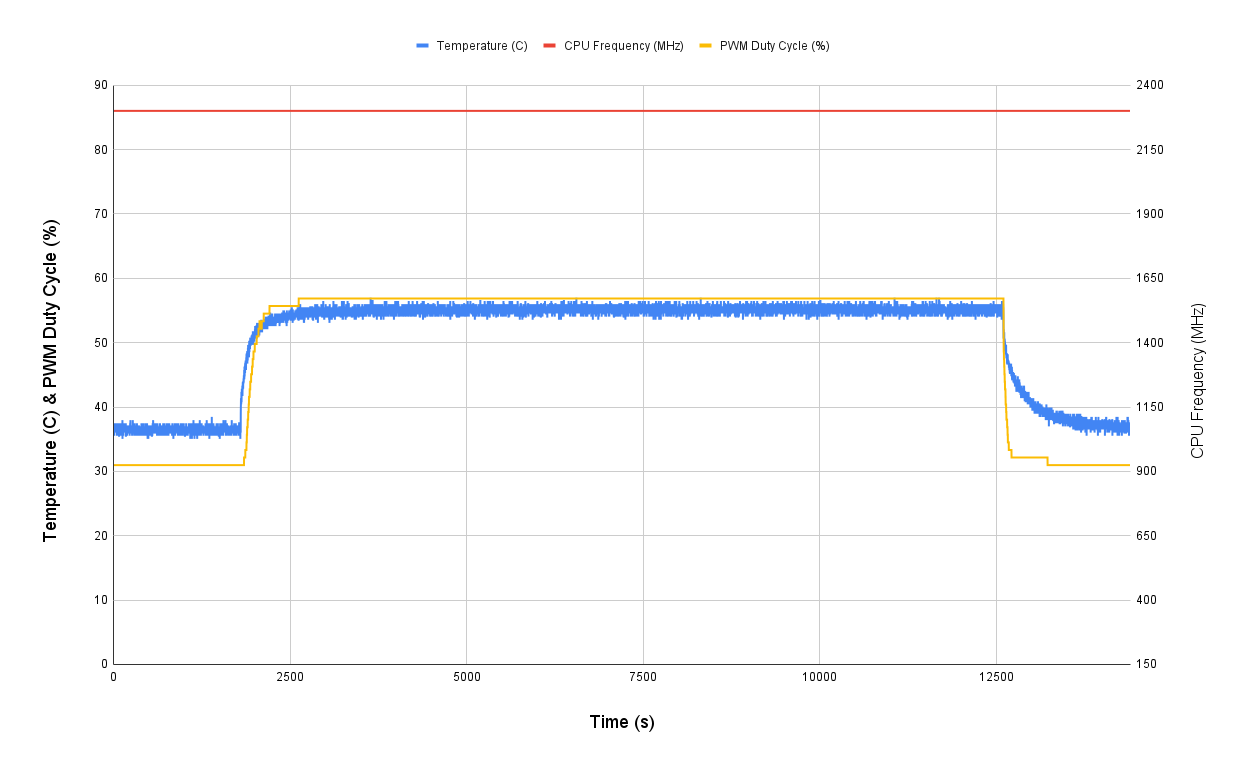 Temperature (C) CPU Frequency (MHz) PWM Duty Cycle (%)
90 2400
80 2150
70 1900
60 1650
50 1400
40 1150
30 900
20 650
10 400
0 150
Temperature (C) & PWM Duty Cycle (%)
CPU Frequency (MHz)
0 2500 5000 7500 10000 12500
Time (s)